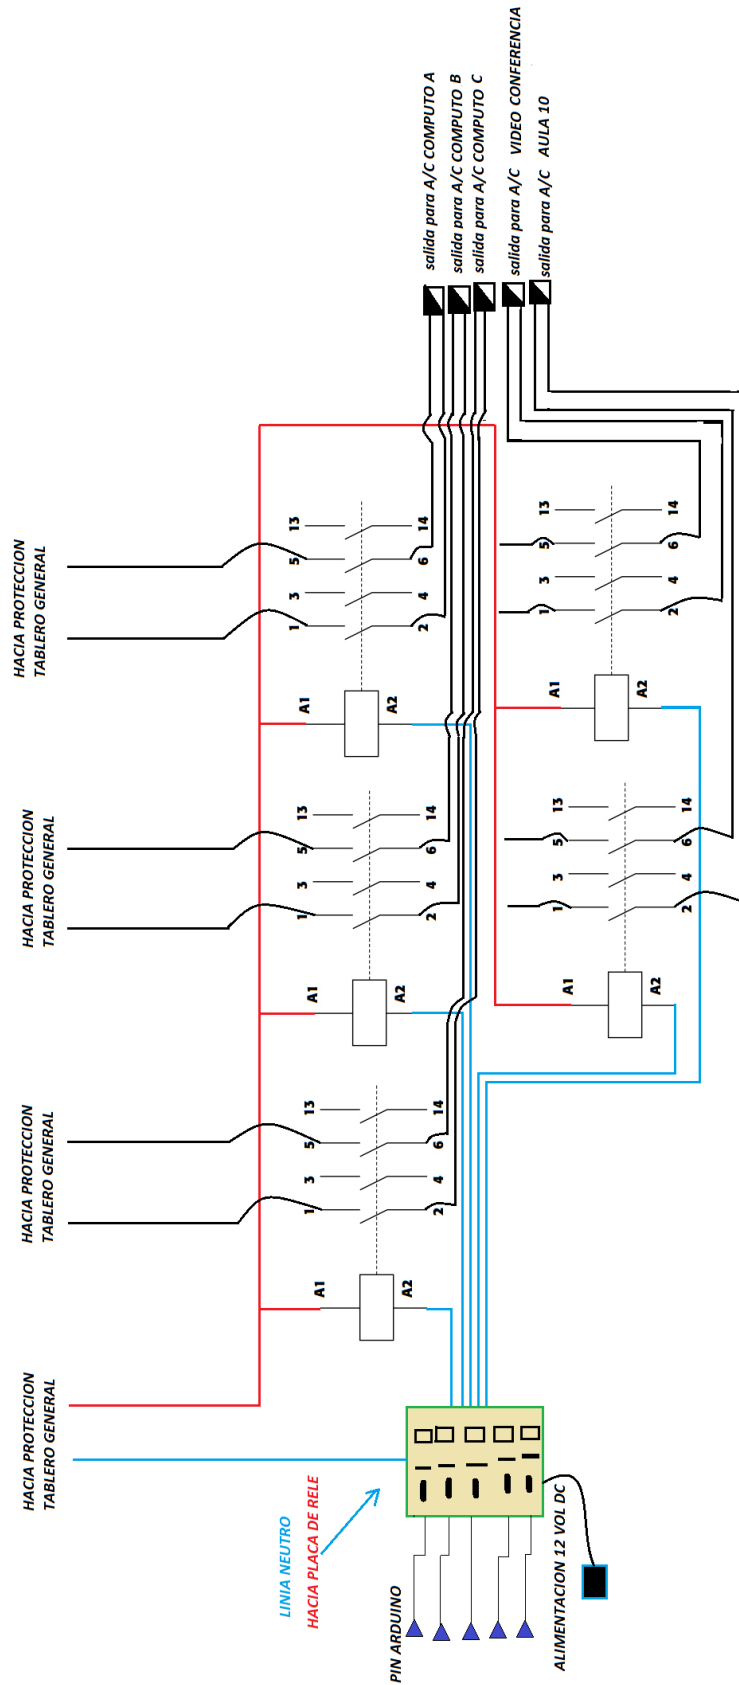 HACIA PROTECCION
TABLERO GENERAL
HACIA PROTECCION
TABLERO GENERAL
HACIA PROTECCION
TABLERO GENERAL
HACIA PROTECCION
TABLERO GENERAL
LINIA NEUTRO
HACIA PLACA DE RELE
A1 1 3 5 13
A2 2 4 6 14
A1 1 3 5 13
A2 2 4 6 14
A1 1 3 5 13
A2 2 4 6 14
PIN ARDUINO
salida para A/C COMPUTO A
salida para A/C COMPUTO B
salida para A/C COMPUTO C
salida para A/C VIDEO CONFERENCIA
salida para A/C AULA 10
A1 1 3 5 13
A2 2 4 6 14
A1 1 3 5 13
A2 2 4 6 14
ALIMENTACION 12 VOL DC